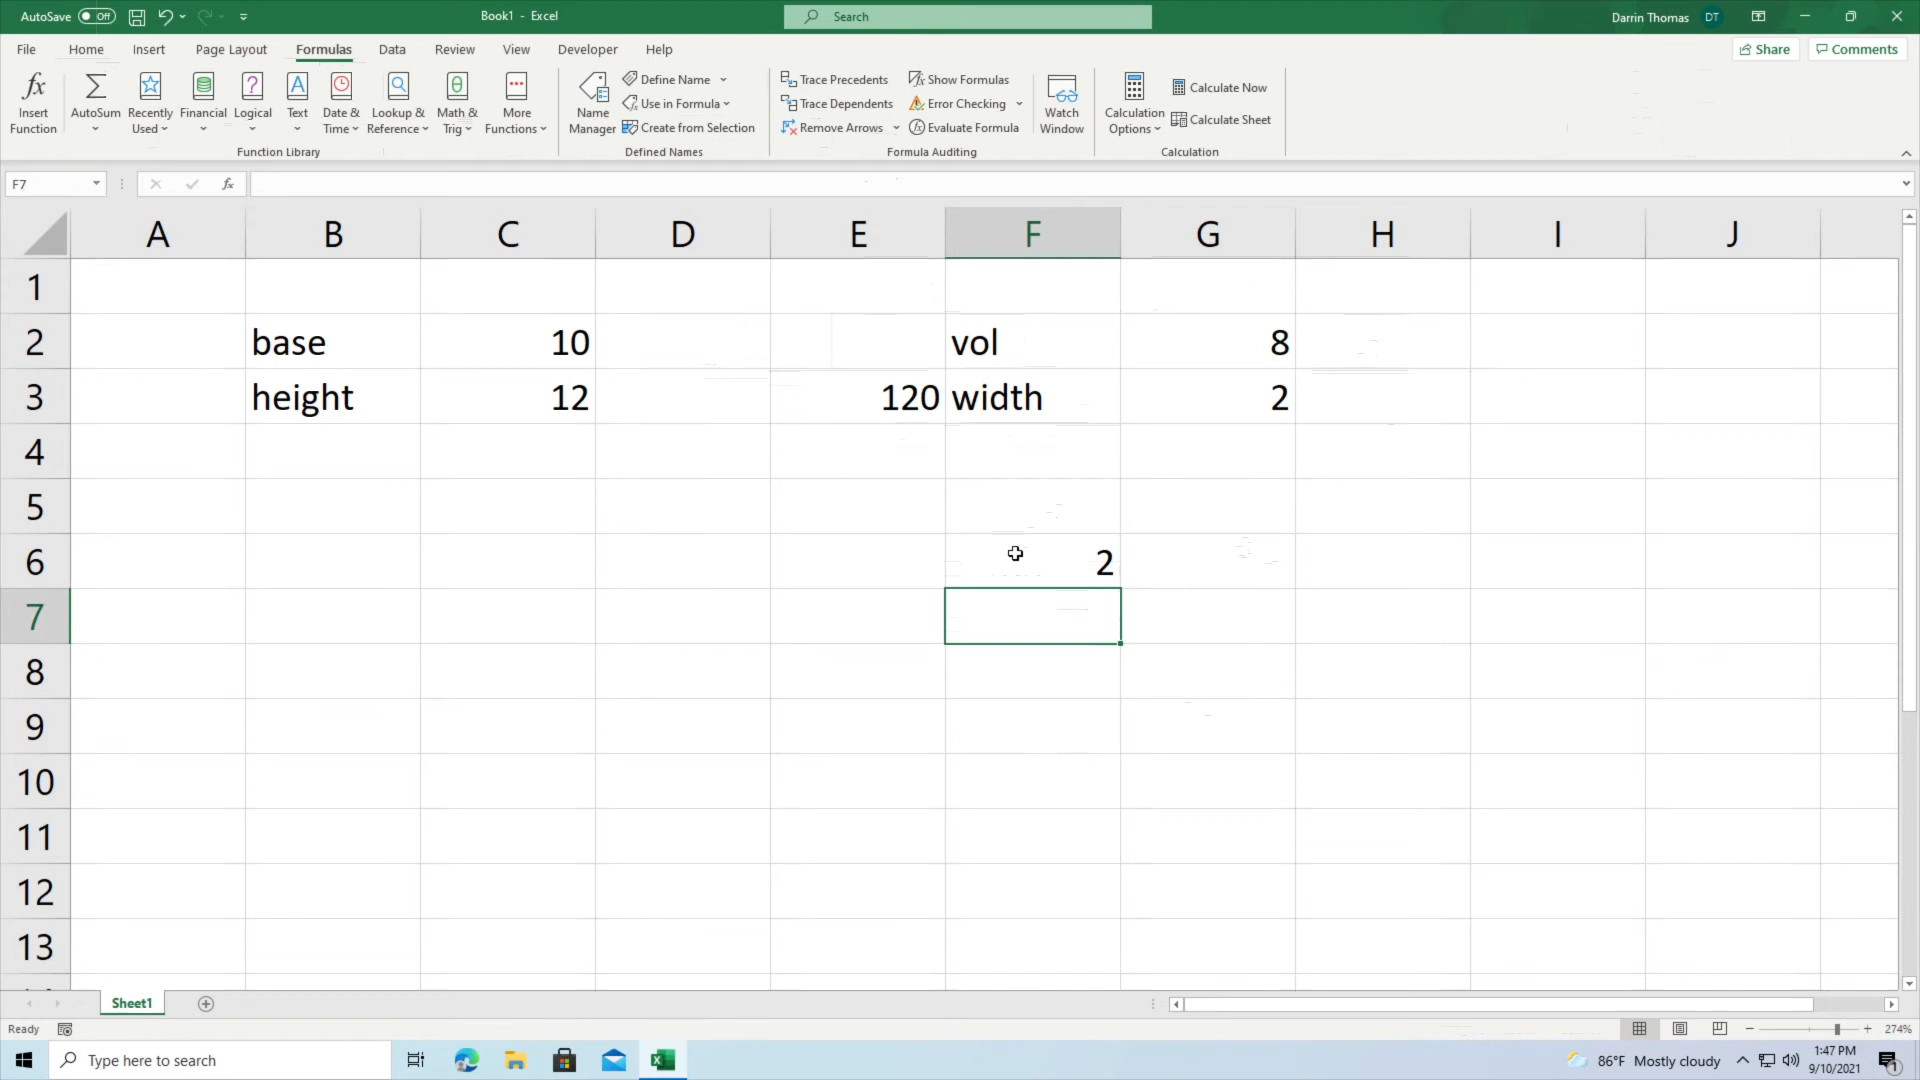 AutoSave Off Book1 - Excel Search Darrin Thomas DT
File Home Insert Page Layout Formulas Data Review View Developer Help Share Comments
Insert Function AutoSum Recently Used Financial Logical Text Date & Time Lookup & Reference Math & Trig More Functions
Function Library
Name Manager Define Name Use in Formula Create from Selection
Defined Names
Trace Precedents Show Formulas
Trace Dependents Error Checking
Remove Arrows Evaluate Formula
Watch Window
Formula Auditing
Calculation Options Calculate Now Calculate Sheet
Calculation
F7 fx
A B C D E F G H I J
1
2 base 10 vol 8
3 height 12 120 width 2
4
5
6 2
7
8
9
10
11
12
13
Sheet1
Ready 274%
Type here to search 86°F Mostly cloudy 1:47 PM
9/10/2021 1